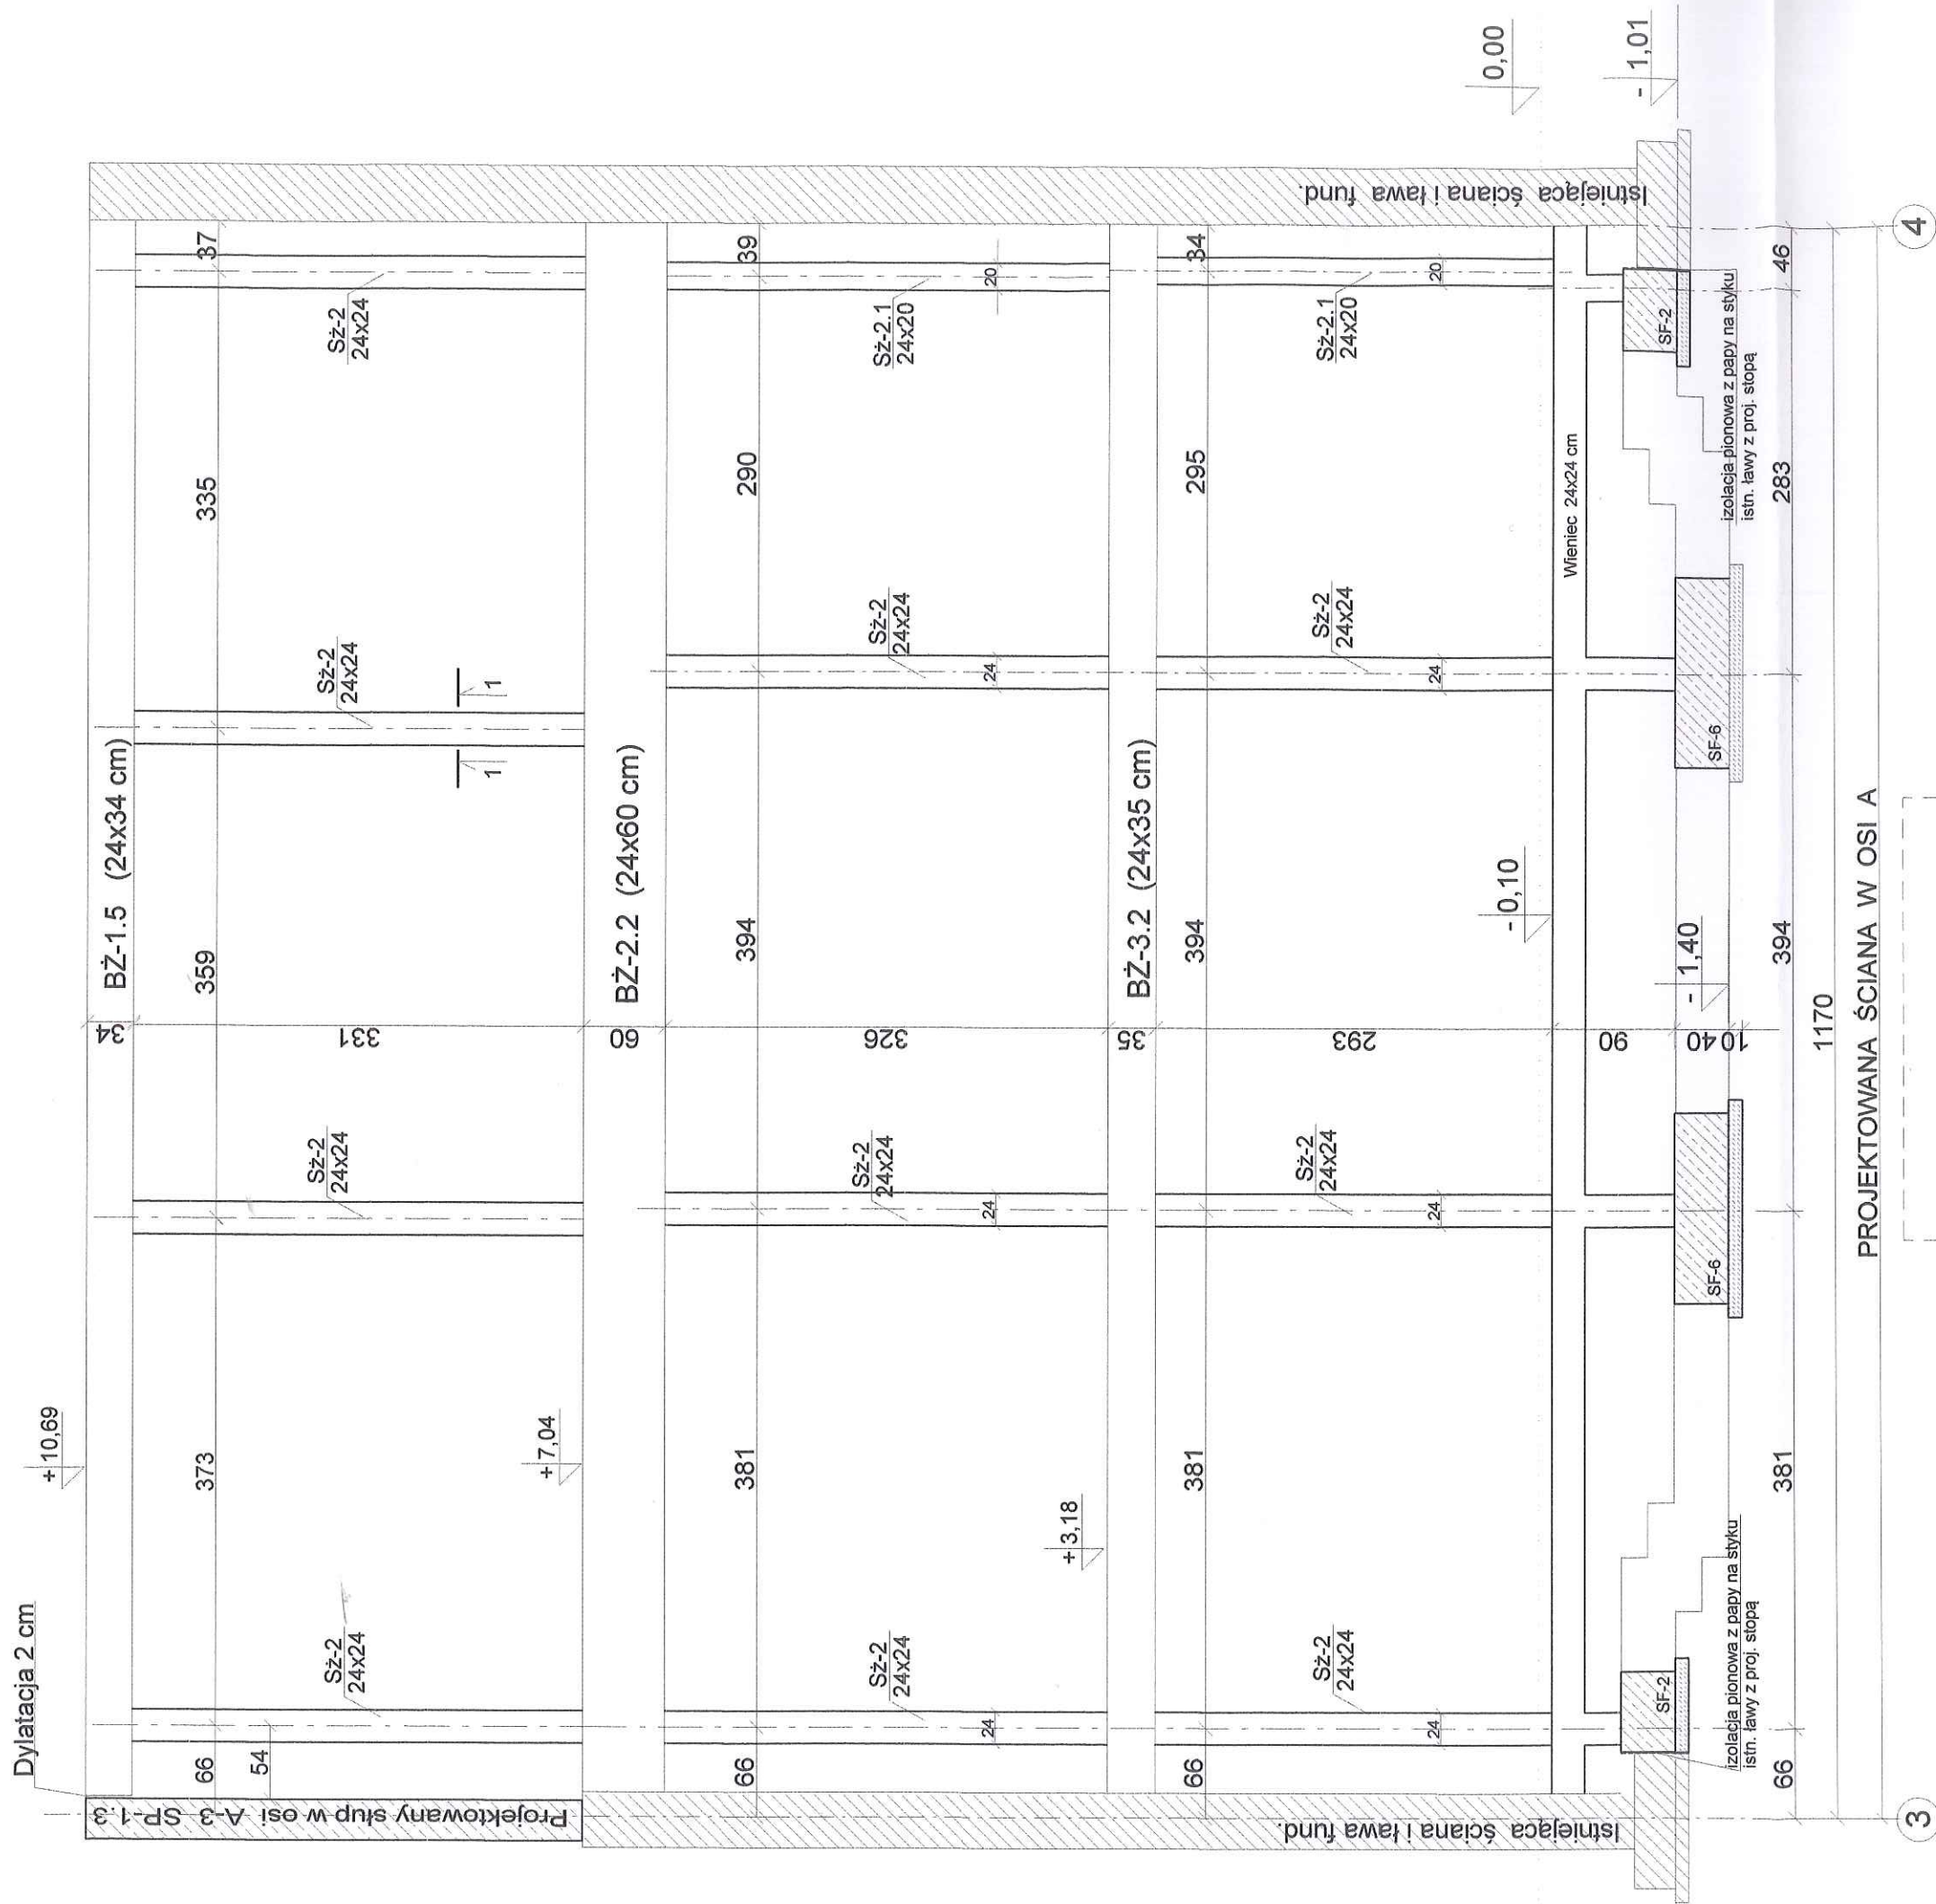 Dylatacja 2 cm
+10,69
BŻ-1.5 (24x34 cm)
34
Projektowany słup w osi A-3 SP-1.3
66
54
373
359
335
37
Sż-2
24x24
Sż-2
24x24
Sż-2
24x24
Sż-2
24x24
331
1
1
+7,04
BŻ-2.2 (24x60 cm)
60
66
381
394
290
39
Sż-2
24x24
Sż-2
24x24
Sż-2
24x24
Sż-2.1
24x20
326
24
24
24
20
+3,18
BŻ-3.2 (24x35 cm)
35
66
381
394
295
34
Sż-2
24x24
Sż-2
24x24
Sż-2
24x24
Sż-2.1
24x20
293
24
24
24
20
Istniejąca ściana i ława fund.
Istniejąca ściana i ława fund.
0,00
-0,10
Wieniec 24x24 cm
-1,01
90
-1,40
40
10
SF-2
SF-6
SF-6
SF-2
izolacja pionowa z papy na styku
istn. ławy z proj. stopą
izolacja pionowa z papy na styku
istn. ławy z proj. stopą
66
381
394
283
46
1170
3
4
PROJEKTOWANA ŚCIANA W OSI A